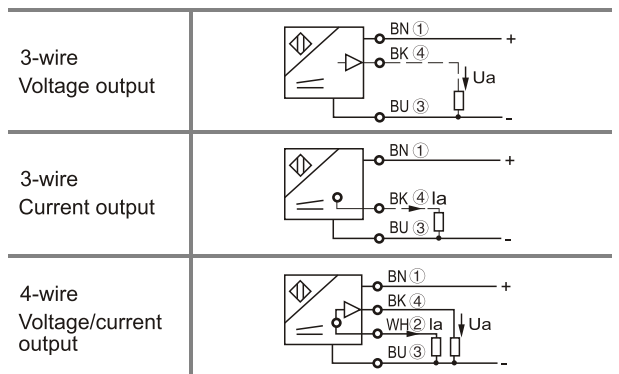 3-wire
Voltage output
BN ①
+
BK ④
Ua
BU ③
-
3-wire
Current output
BN ①
+
BK ④ Ia
BU ③
-
4-wire
Voltage/current
output
BN ①
+
BK ④
WH ② Ia
Ua
BU ③
-